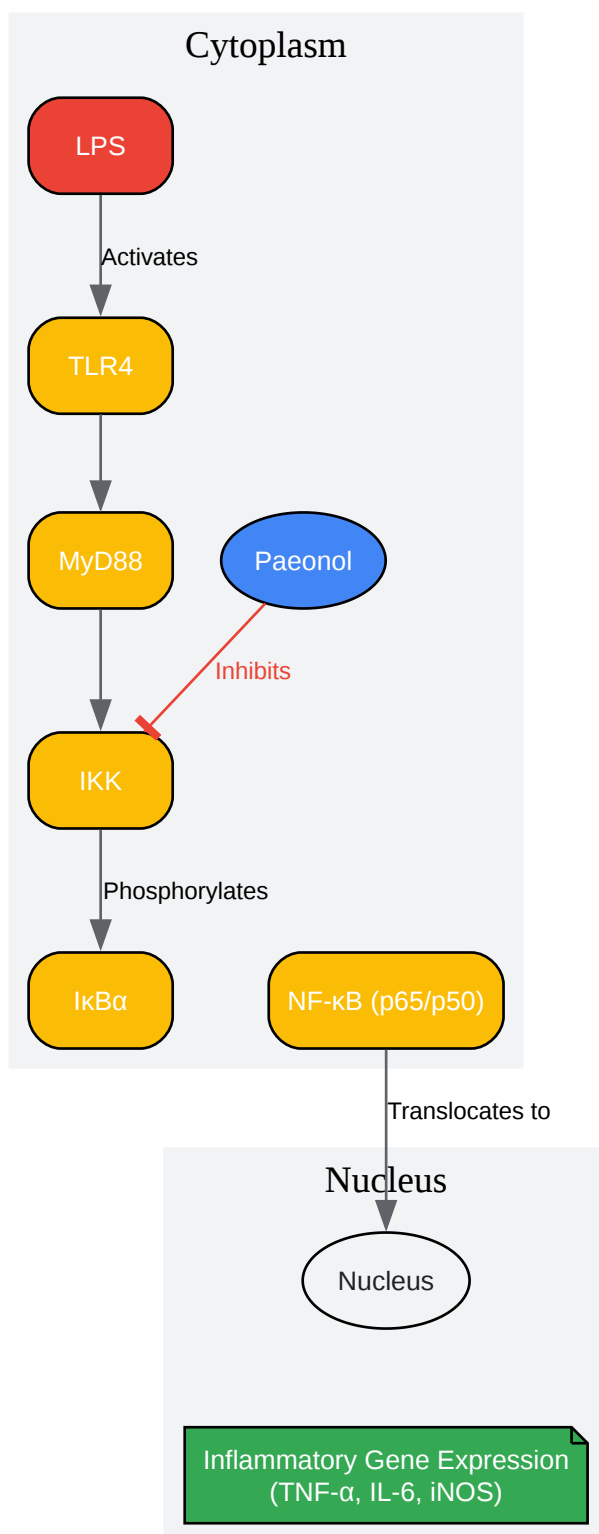 Cytoplasm
LPS
Activates
TLR4
MyD88
Paeonol
Inhibits
IKK
Phosphorylates
IκBα
NF-κB (p65/p50)
Translocates to
Nucleus
Nucleus
Inflammatory Gene Expression
(TNF-α, IL-6, iNOS)